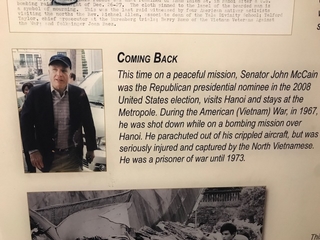 COMING BACK
This time on a peaceful mission, Senator John McCain
was the Republican presidential nominee in the 2008
United States election, visits Hanoi and stays at the
Metropole. During the American (Vietnam) War, in 1967,
he was shot down while on a bombing mission over
Hanoi. He parachuted out of his crippled aircraft, but was
seriously injured and captured by the North Vietnamese.
He was a prisoner of war until 1973.